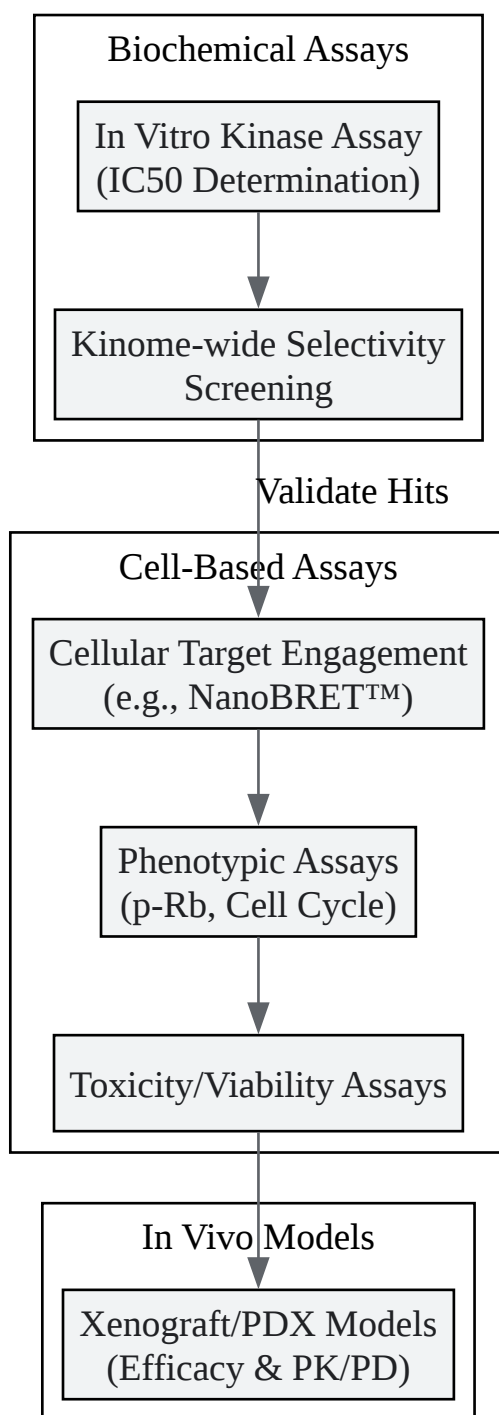 Biochemical Assays
In Vitro Kinase Assay
(IC50 Determination)
Kinome-wide Selectivity
Screening
Validate Hits
Cell-Based Assays
Cellular Target Engagement
(e.g., NanoBRET™)
Phenotypic Assays
(p-Rb, Cell Cycle)
Toxicity/Viability Assays
In Vivo Models
Xenograft/PDX Models
(Efficacy & PK/PD)